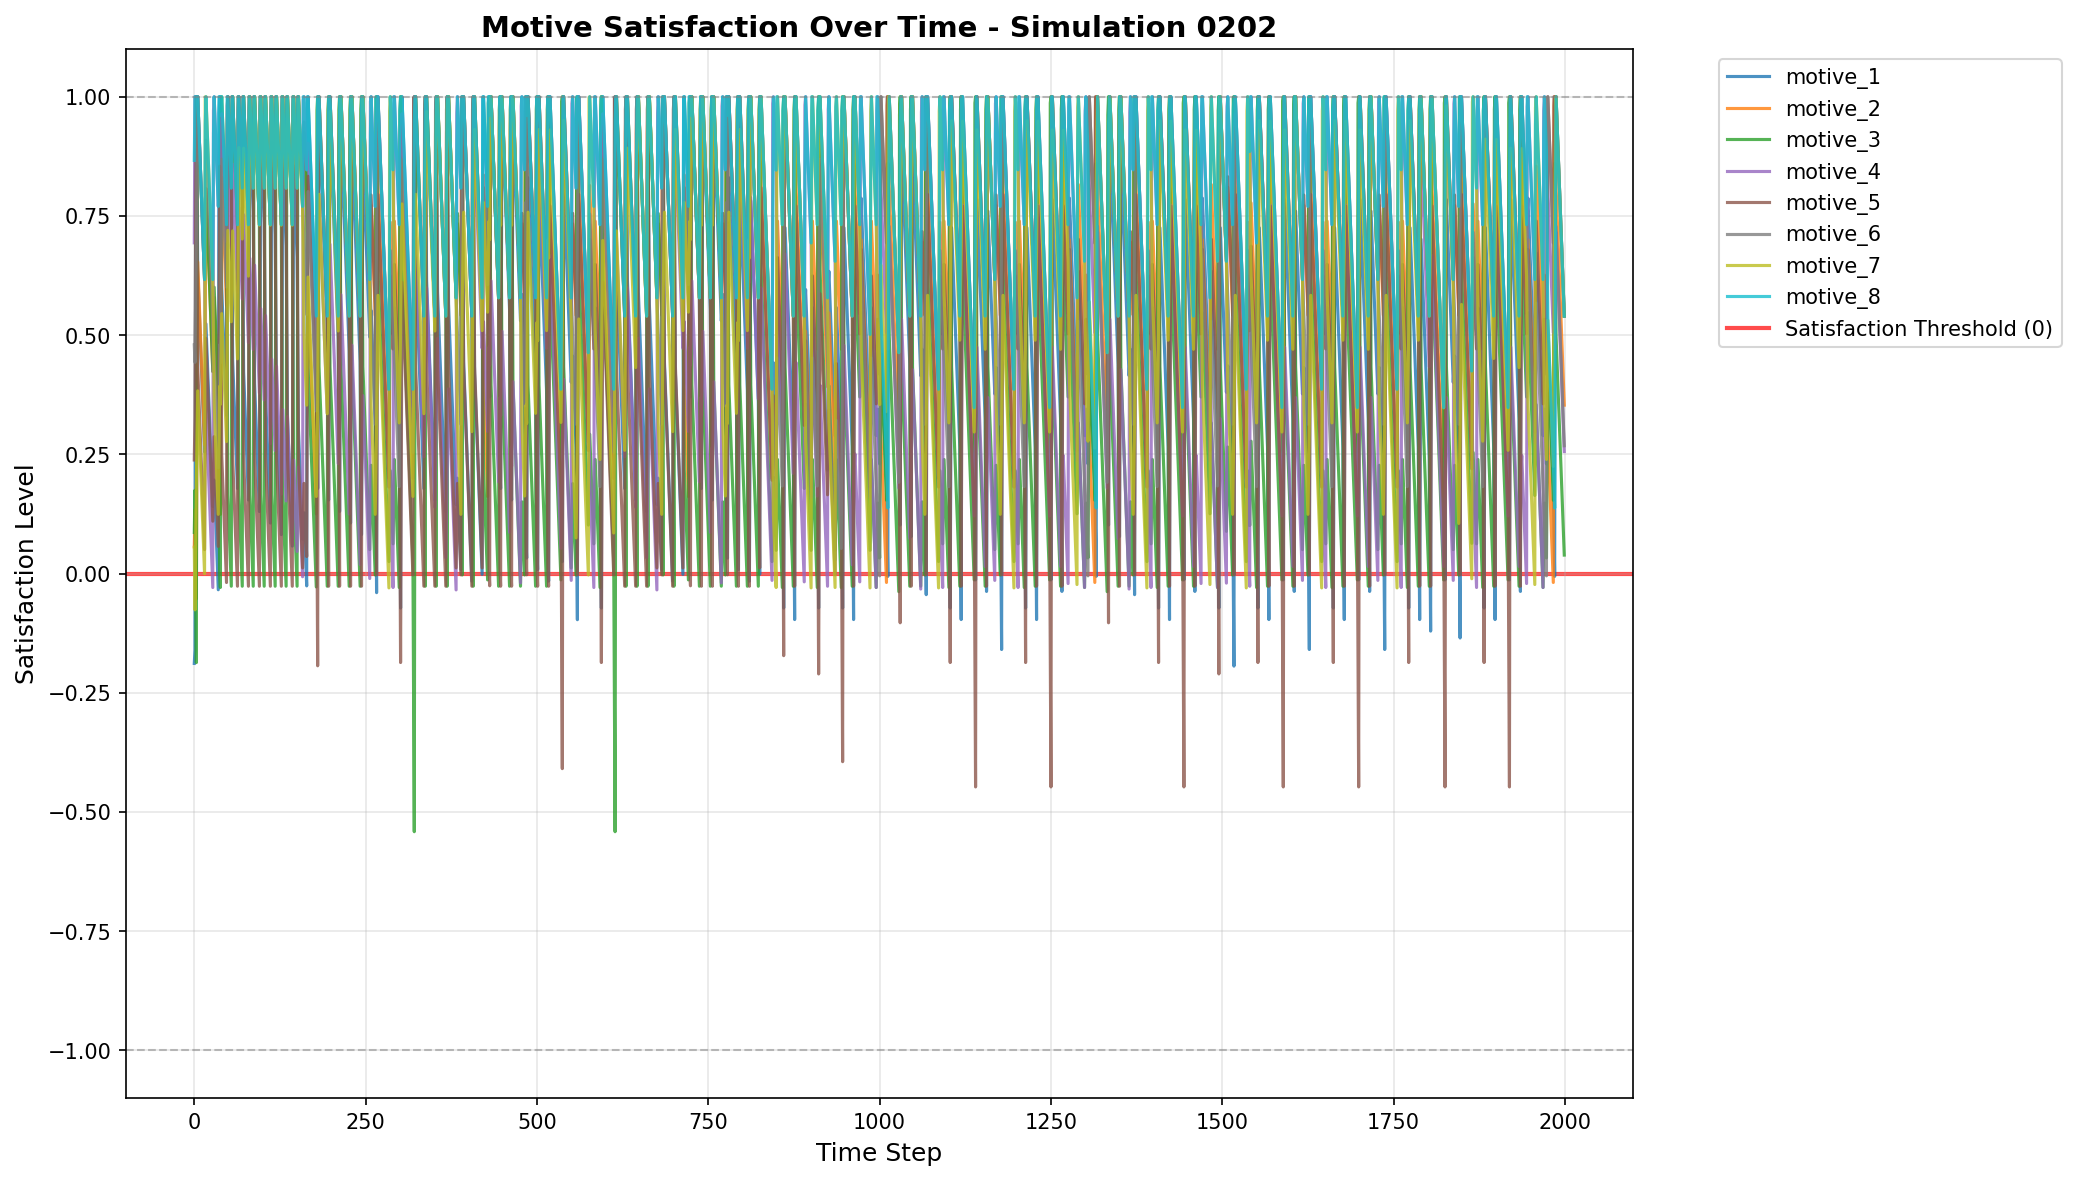 Motive Satisfaction Over Time - Simulation 0202
1.00
0.75
0.50
0.25
0.00
−0.25
−0.50
−0.75
−1.00
Satisfaction Level
0 250 500 750 1000 1250 1500 1750 2000
Time Step
motive_1
motive_2
motive_3
motive_4
motive_5
motive_6
motive_7
motive_8
Satisfaction Threshold (0)